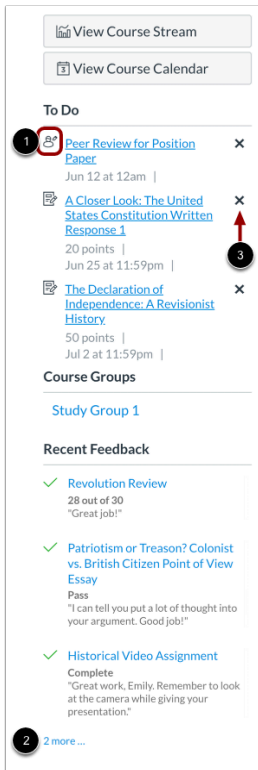 View Course Stream
3 View Course Calendar
To Do
1
Peer Review for Position
Paper
Jun 12 at 12am |
A Closer Look: The United
States Constitution Written
Response 1
20 points |
Jun 25 at 11:59pm |
3
The Declaration of
Independence: A Revisionist
History
50 points |
Jul 2 at 11:59pm |
Course Groups
Study Group 1
Recent Feedback
Revolution Review
28 out of 30
"Great job!"
Patriotism or Treason? Colonist
vs. British Citizen Point of View
Essay
Pass
"I can tell you put a lot of thought into
your argument. Good job!"
Historical Video Assignment
Complete
"Great work, Emily. Remember to look
at the camera while giving your
presentation."
2
2 more ...